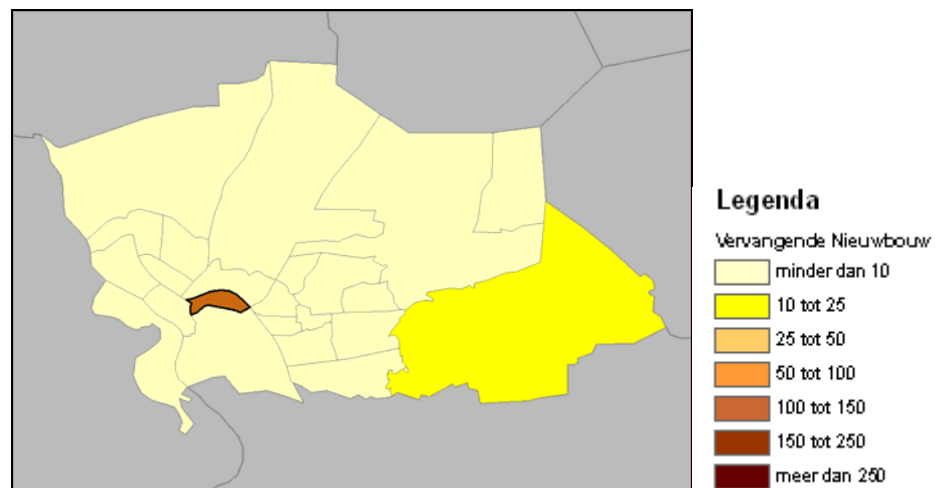 Legenda
Vervangende Nieuwbouw
minder dan 10
10 tot 25
25 tot 50
50 tot 100
100 tot 150
150 tot 250
meer dan 250